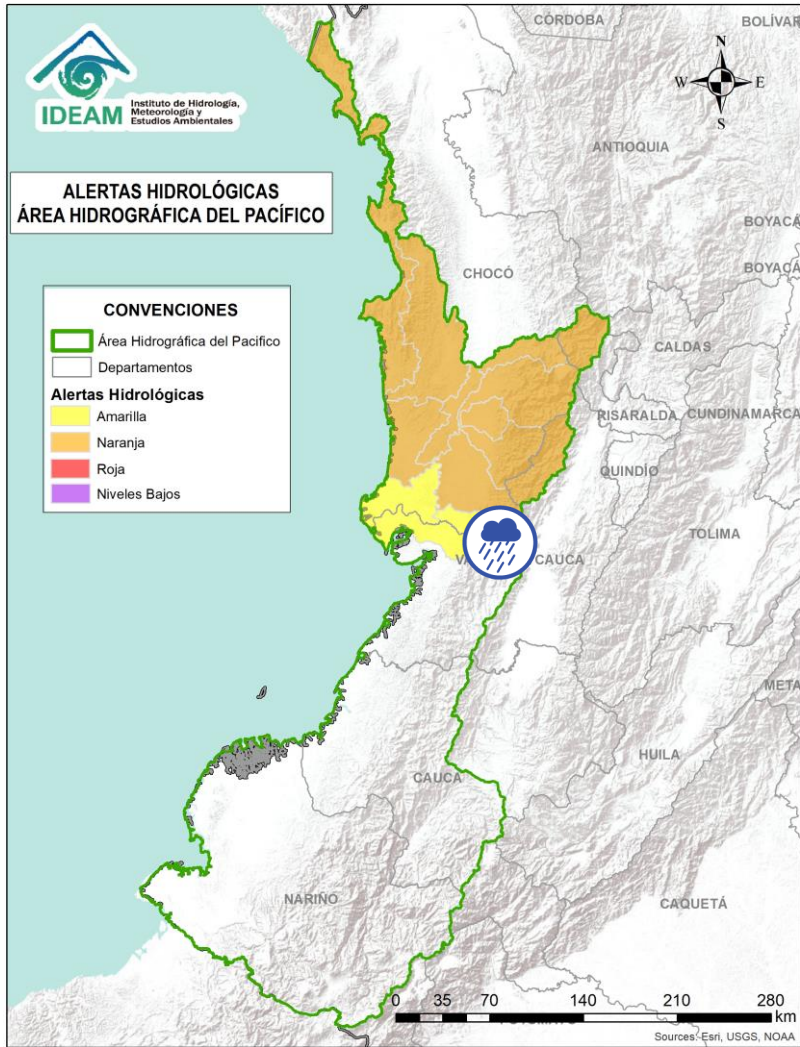 IDEAM
Instituto de Hidrología,
Meteorología y
Estudios Ambientales
ALERTAS HIDROLÓGICAS
ÁREA HIDROGRÁFICA DEL PACÍFICO
CONVENCIONES
Área Hidrográfica del Pacifico
Departamentos
Alertas Hidrológicas
Amarilla
Naranja
Roja
Niveles Bajos
CÓRDOBA
BOLÍVAR
N
W
E
S
ANTIOQUIA
BOYACÁ
CHOCÓ
BOYACÁ
CALDAS
RISARALDA
CUNDINAMARCA
QUINDÍO
TOLIMA
CAUCA
META
HUILA
CAUCA
NARIÑO
CAQUETÁ
0 35 70 140 210 280
km
Sources: Esri, USGS, NOAA